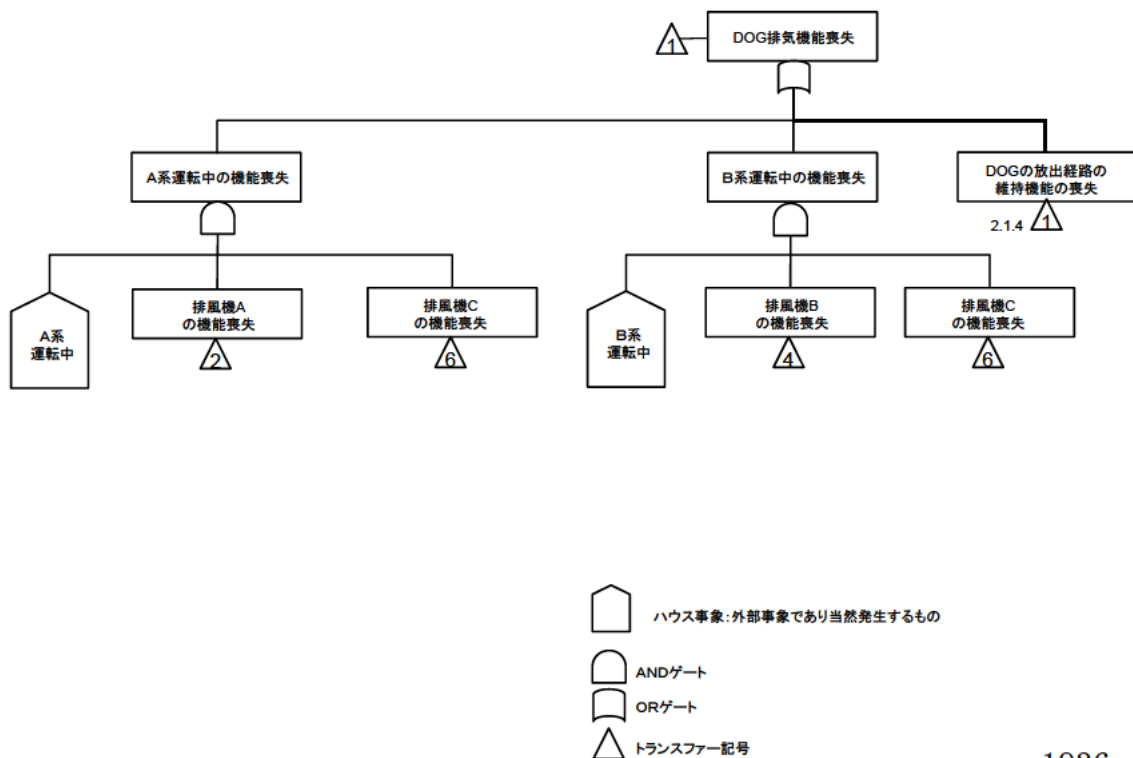 DOG排気機能喪失
1
A系運転中の機能喪失
B系運転中の機能喪失
DOGの放出経路の
維持機能の喪失
2.1.4
1
A系
運転中
排風機A
の機能喪失
2
排風機C
の機能喪失
6
B系
運転中
排風機B
の機能喪失
4
排風機C
の機能喪失
6
ハウス事象:外部事象であり当然発生するもの
ANDゲート
ORゲート
トランスファー記号